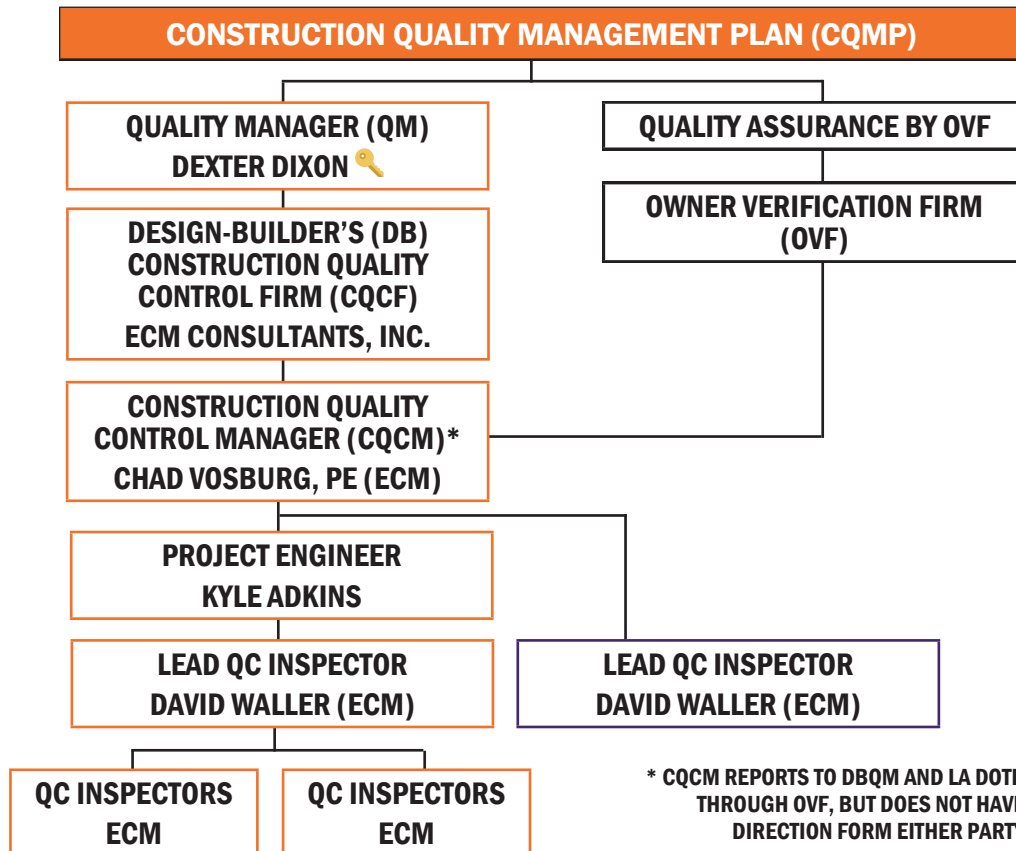 CONSTRUCTION QUALITY MANAGEMENT PLAN (CQMP)
QUALITY MANAGER (QM)
DEXTER DIXON
QUALITY ASSURANCE BY OVF
OWNER VERIFICATION FIRM
(OVF)
DESIGN-BUILDER'S (DB)
CONSTRUCTION QUALITY
CONTROL FIRM (CQCF)
ECM CONSULTANTS, INC.
CONSTRUCTION QUALITY
CONTROL MANAGER (CQCM)*
CHAD VOSBURG, PE (ECM)
PROJECT ENGINEER
KYLE ADKINS
LEAD QC INSPECTOR
DAVID WALLER (ECM)
LEAD QC INSPECTOR
DAVID WALLER (ECM)
QC INSPECTORS
ECM
QC INSPECTORS
ECM
* CQCM REPORTS TO DBQM AND LA
THROUGH OVF, BUT DOES NOT HAVE
DIRECTION FORM EITHER PARTY